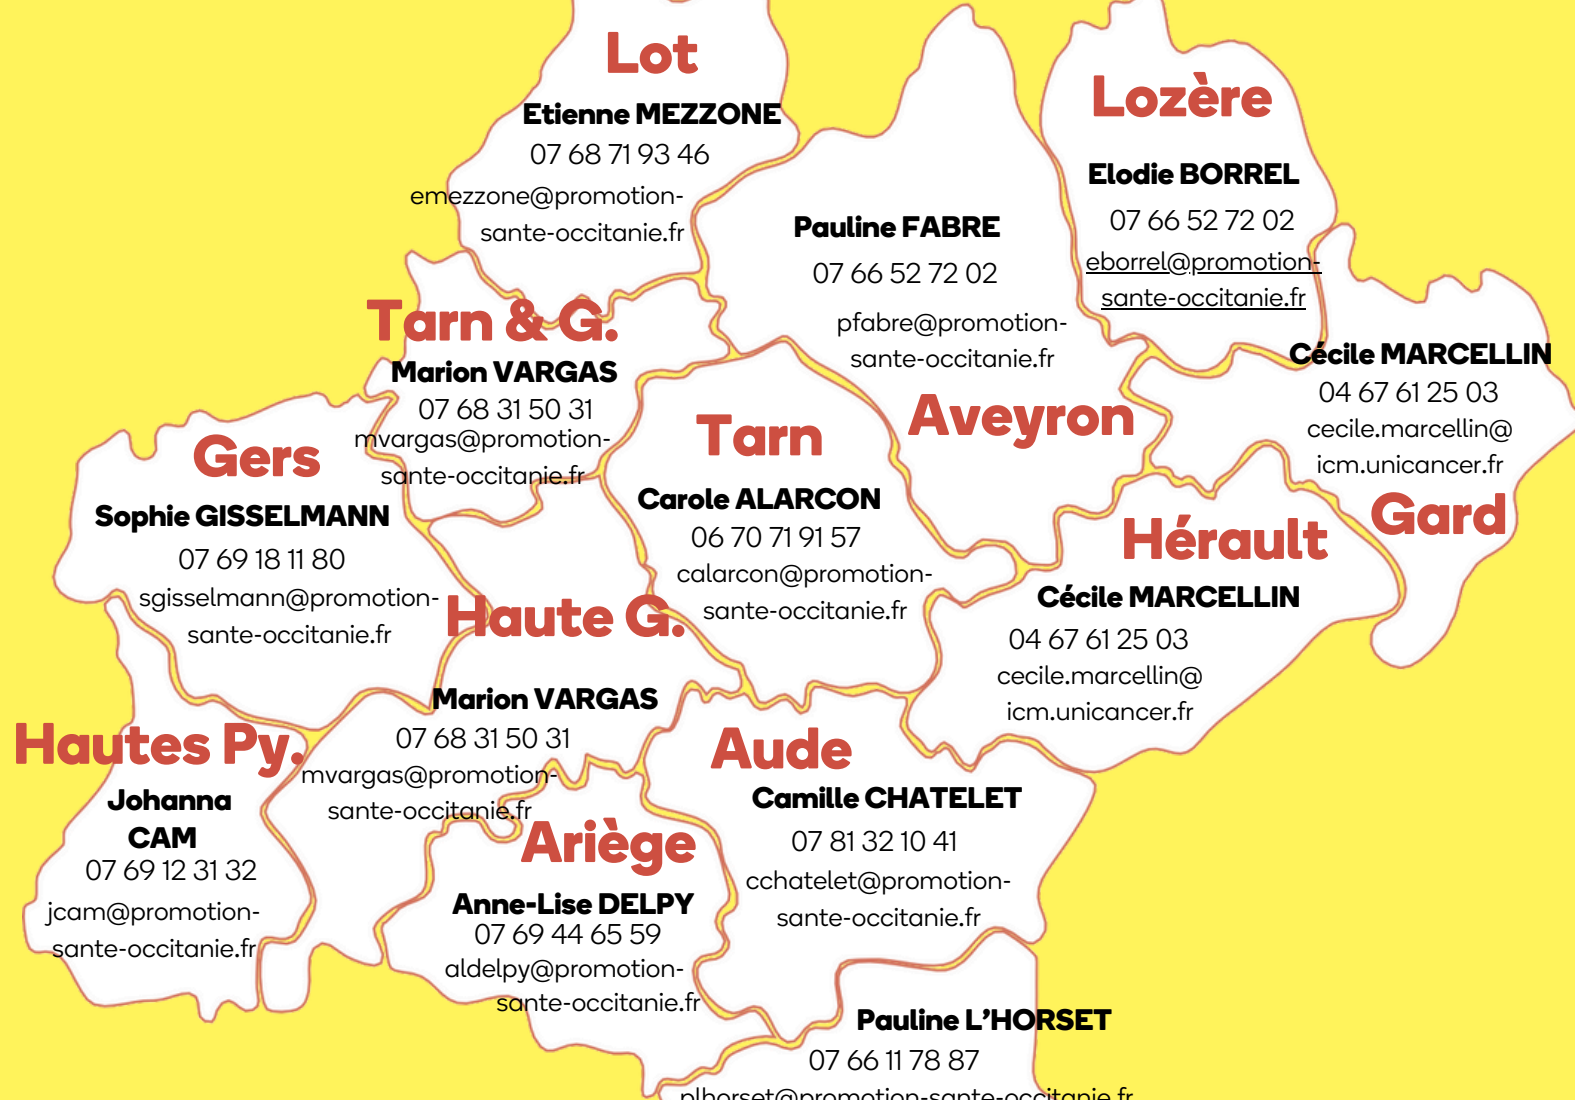 Lot
Etienne MEZZONE
07 68 71 93 46
emezzone@promotion-
sante-occitanie.fr
Lozère
Elodie BORREL
07 66 52 72 02
eborrel@promotion-
sante-occitanie.fr
Pauline FABRE
07 66 52 72 02
pfabre@promotion-
sante-occitanie.fr
Aveyron
Tarn & G.
Marion VARGAS
07 68 31 50 31
mvargas@promotion-
sante-occitanie.fr
Cécile MARCELLIN
04 67 61 25 03
cecile.marcellin@
icm.unicancer.fr
Gard
Gers
Sophie GISSELMANN
07 69 18 11 80
sgisselmann@promotion-
sante-occitanie.fr
Tarn
Carole ALARCON
06 70 71 91 57
calarcon@promotion-
sante-occitanie.fr
Hérault
Cécile MARCELLIN
04 67 61 25 03
cecile.marcellin@
icm.unicancer.fr
Haute G.
Marion VARGAS
07 68 31 50 31
mvargas@promotion-
sante-occitanie.fr
Hautes Py.
Johanna
CAM
07 69 12 31 32
jcam@promotion-
sante-occitanie.fr
Aude
Camille CHATELET
07 81 32 10 41
cchatelet@promotion-
sante-occitanie.fr
Ariège
Anne-Lise DELPY
07 69 44 65 59
aldelpy@promotion-
sante-occitanie.fr
Pauline L'HORSET
07 66 11 78 87
plhorset@promotion-sante-occitanie.fr